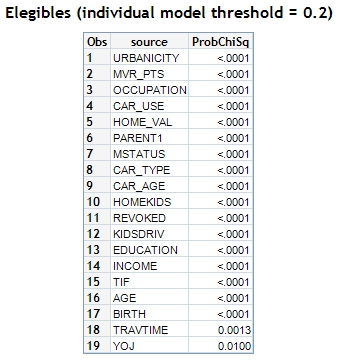 Elegibles (individual model threshold = 0.2)
Obs source ProbChiSq
1 URBANICITY <.0001
2 MVR_PTS <.0001
3 OCCUPATION <.0001
4 CAR_USE <.0001
5 HOME_VAL <.0001
6 PARENT1 <.0001
7 MSTATUS <.0001
8 CAR_TYPE <.0001
9 CAR_AGE <.0001
10 HOMEKIDS <.0001
11 REVOKED <.0001
12 KIDSDRIV <.0001
13 EDUCATION <.0001
14 INCOME <.0001
15 TIF <.0001
16 AGE <.0001
17 BIRTH <.0001
18 TRAVTIME 0.0013
19 YOJ 0.0100